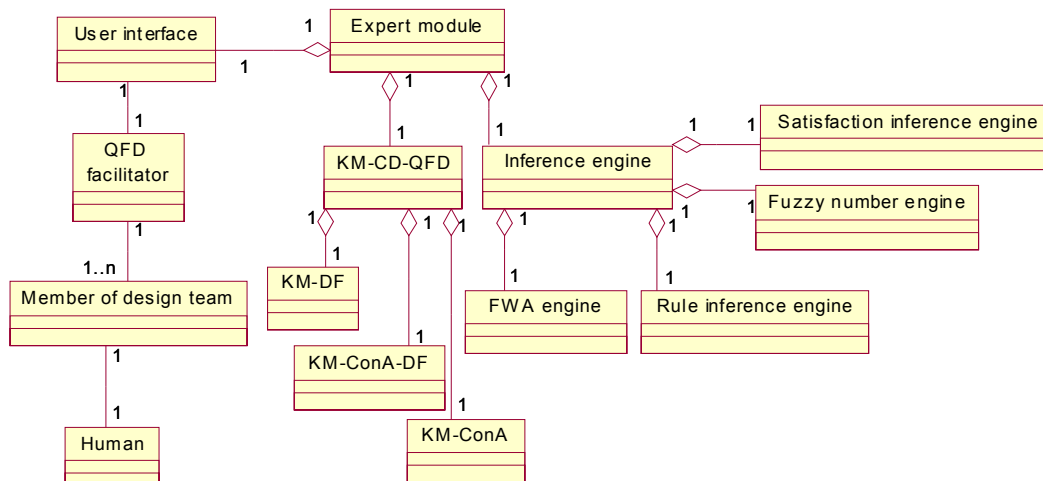 User interface
1
1
Expert module
1
1
1
1
QFD
facilitator
1
1
KM-CD-QFD
1
Inference engine
1
1
Satisfaction inference engine
1
1
Fuzzy number engine
1
1..n
Member of design team
1
1
1
KM-DF
1
1
FWA engine
1
1
Rule inference engine
1
1
KM-ConA-DF
1
1
KM-ConA
1
1
Human